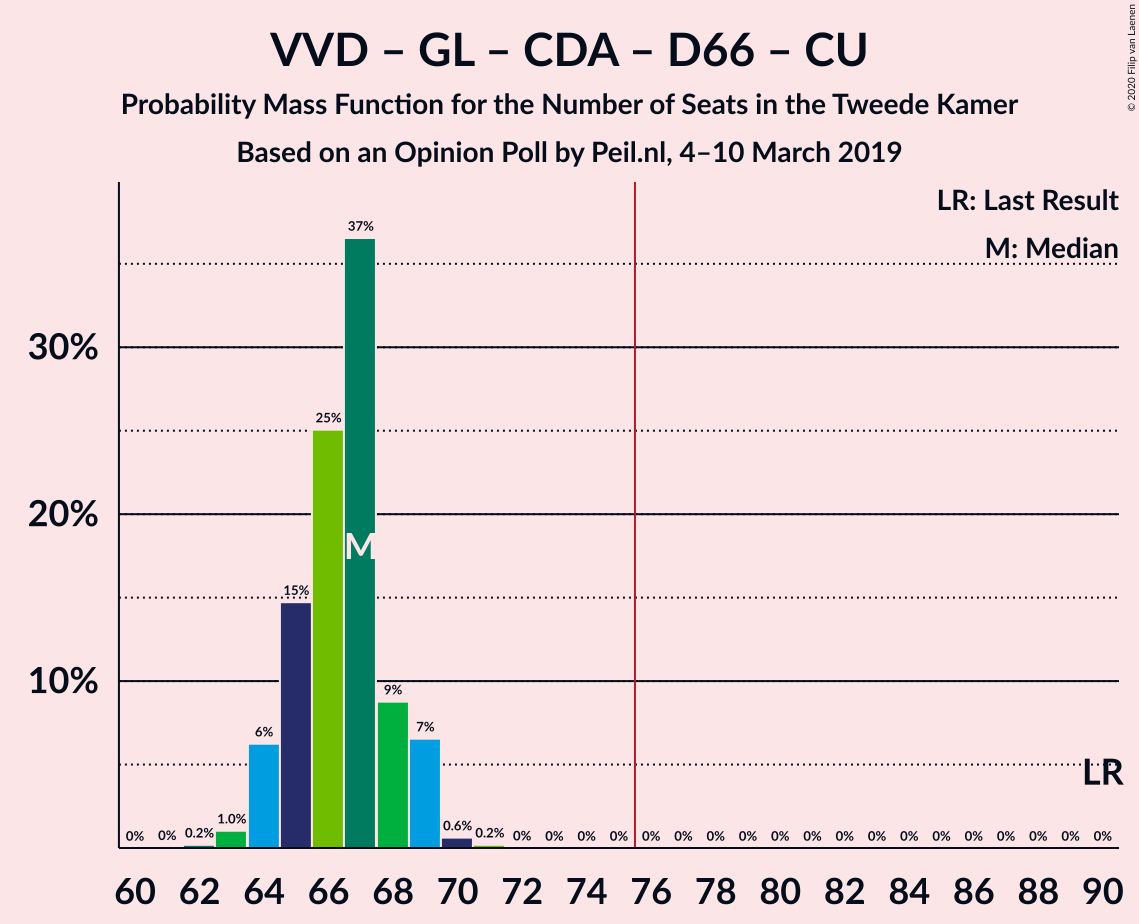 VVD – GL – CDA – D66 – CU
Probability Mass Function for the Number of Seats in the Tweede Kamer
Based on an Opinion Poll by Peil.nl, 4–10 March 2019
© 2020 Filip van Laenen
LR: Last Result
M: Median
37%
30%
25%
20%
M
15%
10%
9%
7%
6%
LR
0% 0% 0.2% 1.0% 0.6% 0.2% 0% 0% 0% 0% 0% 0% 0% 0% 0% 0% 0% 0% 0% 0% 0% 0% 0% 0% 0%
60 62 64 66 68 70 72 74 76 78 80 82 84 86 88 90